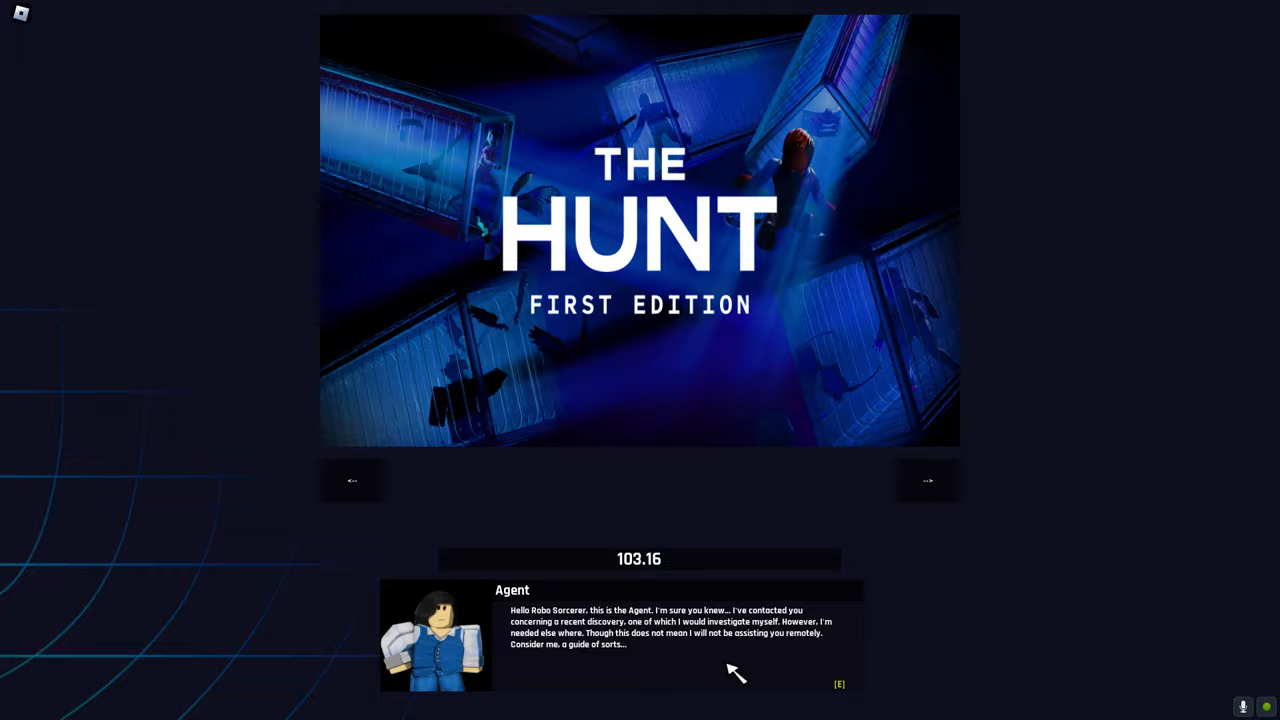 THE
HUNT
FIRST EDITION
<-- -->
103.16
Agent
Hello Robo Sorcerer, this is the Agent. I'm sure you knew... I've contacted you
concerning a recent discovery, one of which I would investigate myself. However, I'm
needed else where. Though this does not mean I will not be assisting you remotely.
Consider me, a guide of sorts...
[E]